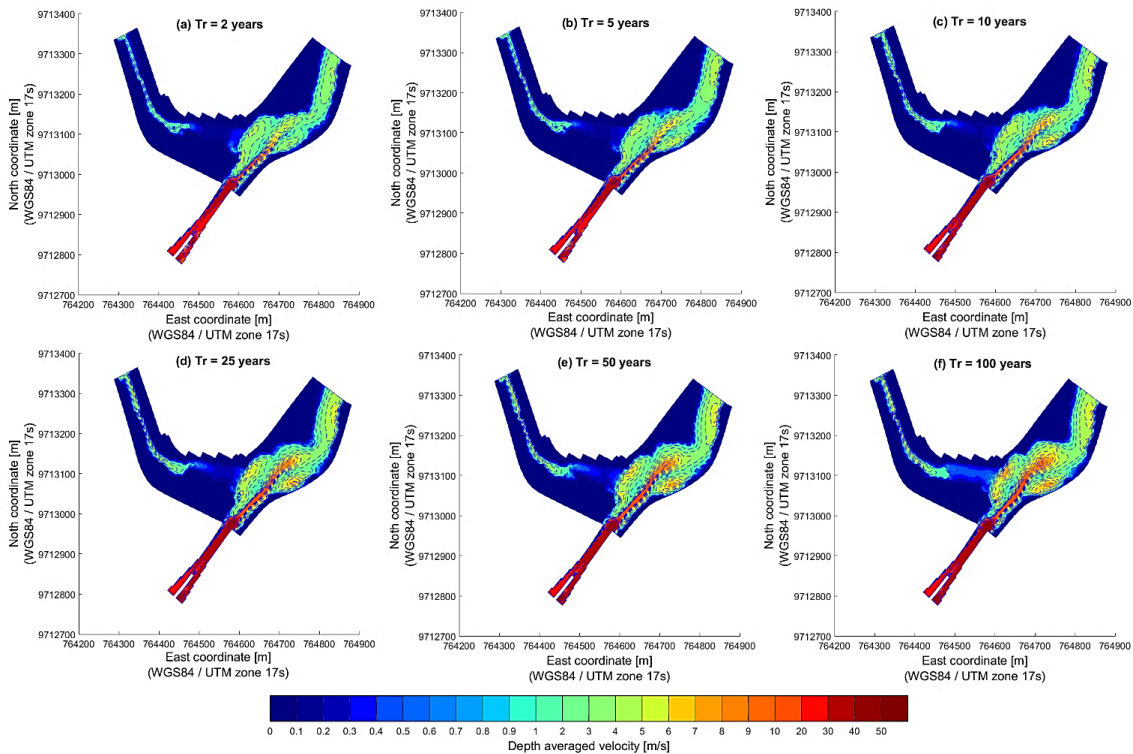 (a) Tr = 2 years
North coordinate [m]
(WGS84 / UTM zone 17s)
9713400
9713300
9713200
9713100
9713000
9712900
9712800
9712700
764200 764300 764400 764500 764600 764700 764800 764900
East coordinate [m]
(WGS84 / UTM zone 17s)
(b) Tr = 5 years
Noth coordinate [m]
(WGS84 / UTM zone 17s)
9713400
9713300
9713200
9713100
9713000
9712900
9712800
9712700
764200 764300 764400 764500 764600 764700 764800 764900
East coordinate [m]
(WGS84 / UTM zone 17s)
(c) Tr = 10 years
Noth coordinate [m]
(WGS84 / UTM zone 17s)
9713400
9713300
9713200
9713100
9713000
9712900
9712800
9712700
764200 764300 764400 764500 764600 764700 764800 764900
East coordinate [m]
(WGS84 / UTM zone 17s)
(d) Tr = 25 years
Noth coordinate [m]
(WGS84 / UTM zone 17s)
9713400
9713300
9713200
9713100
9713000
9712900
9712800
9712700
764200 764300 764400 764500 764600 764700 764800 764900
East coordinate [m]
(WGS84 / UTM zone 17s)
(e) Tr = 50 years
Noth coordinate [m]
(WGS84 / UTM zone 17s)
9713400
9713300
9713200
9713100
9713000
9712900
9712800
9712700
764200 764300 764400 764500 764600 764700 764800 764900
East coordinate [m]
(WGS84 / UTM zone 17s)
(f) Tr = 100 years
Noth coordinate [m]
(WGS84 / UTM zone 17s)
9713400
9713300
9713200
9713100
9713000
9712900
9712800
9712700
764200 764300 764400 764500 764600 764700 764800 764900
East coordinate [m]
(WGS84 / UTM zone 17s)
0 0.1 0.2 0.3 0.4 0.5 0.6 0.7 0.8 0.9 1 2 3 4 5 6 7 8 9 10 20 30 40 50
Depth averaged velocity [m/s]